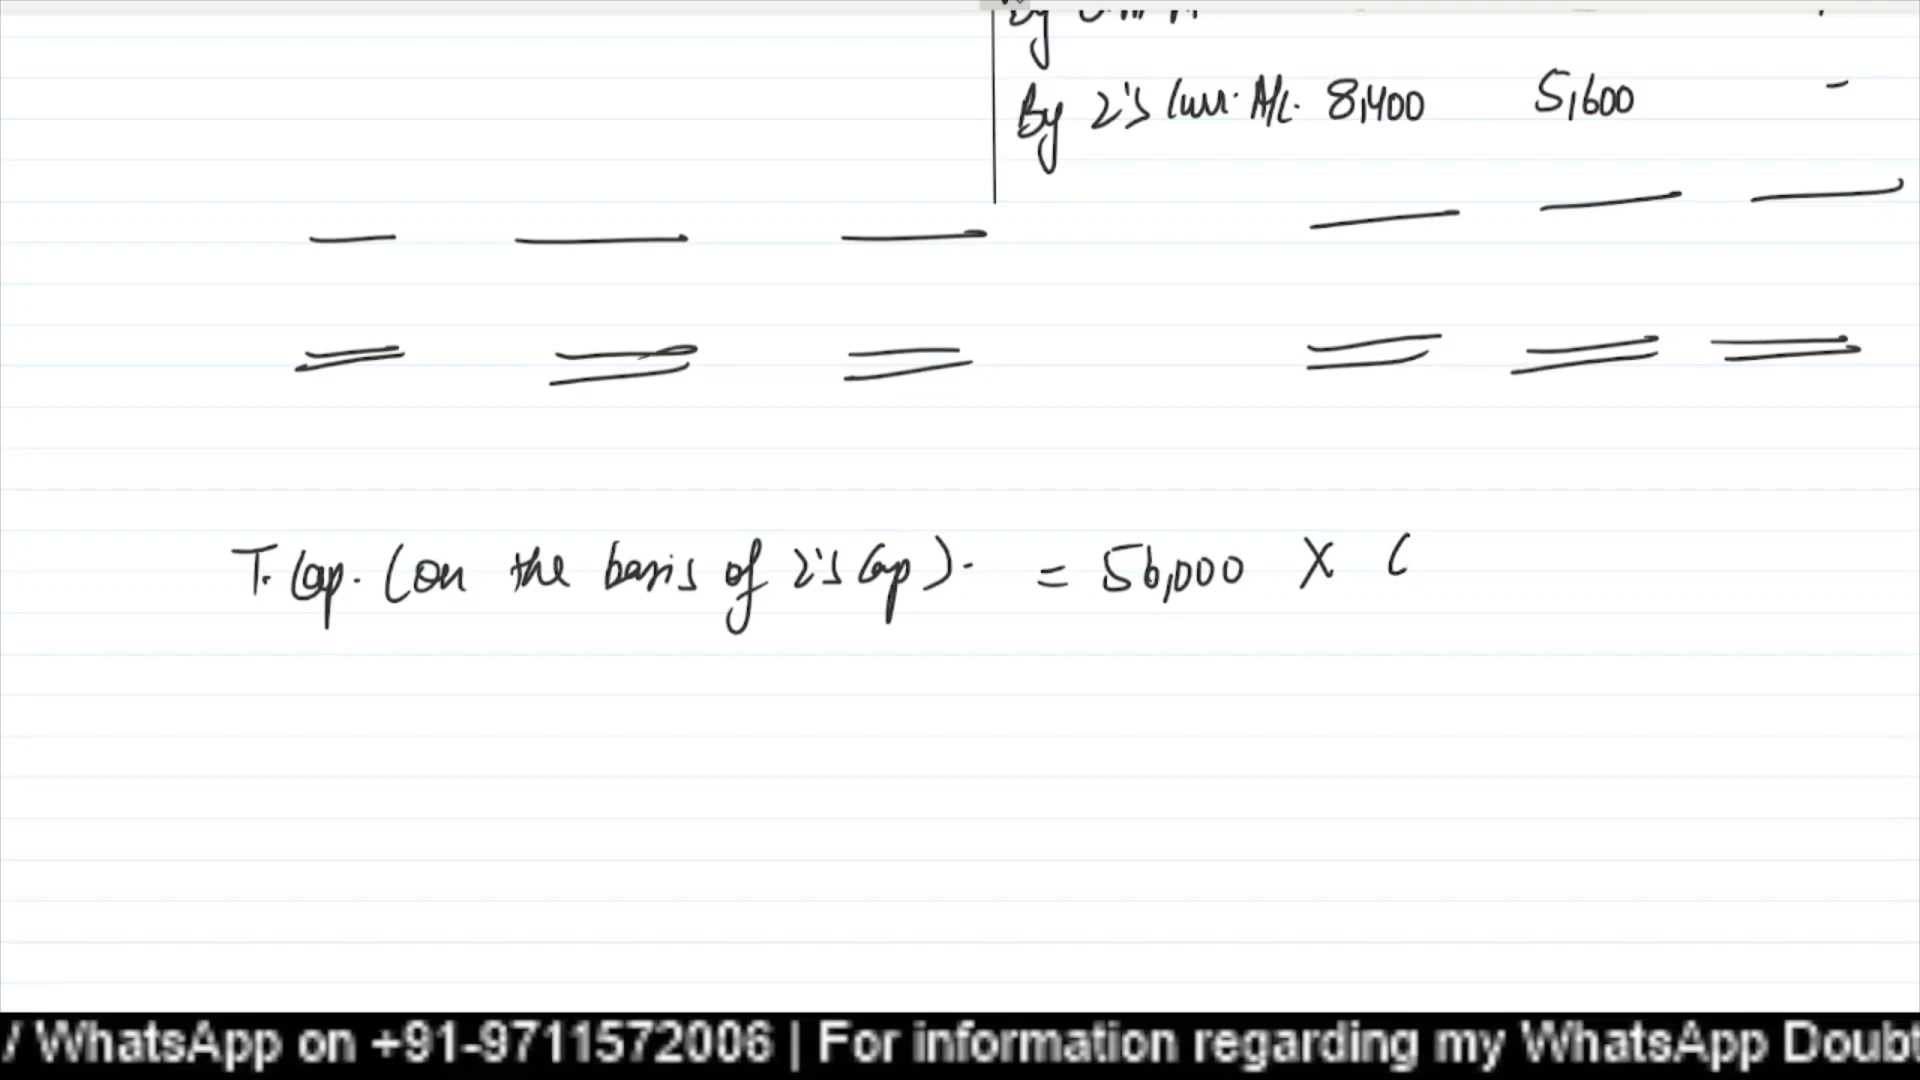 By
By Z's Curr. A/c. 8,400 5,600 -
T. Cap. (on the basis of Z's Cap). = 56,000 X (
/ WhatsApp on +91-9711572006 | For information regarding my WhatsApp Doubt